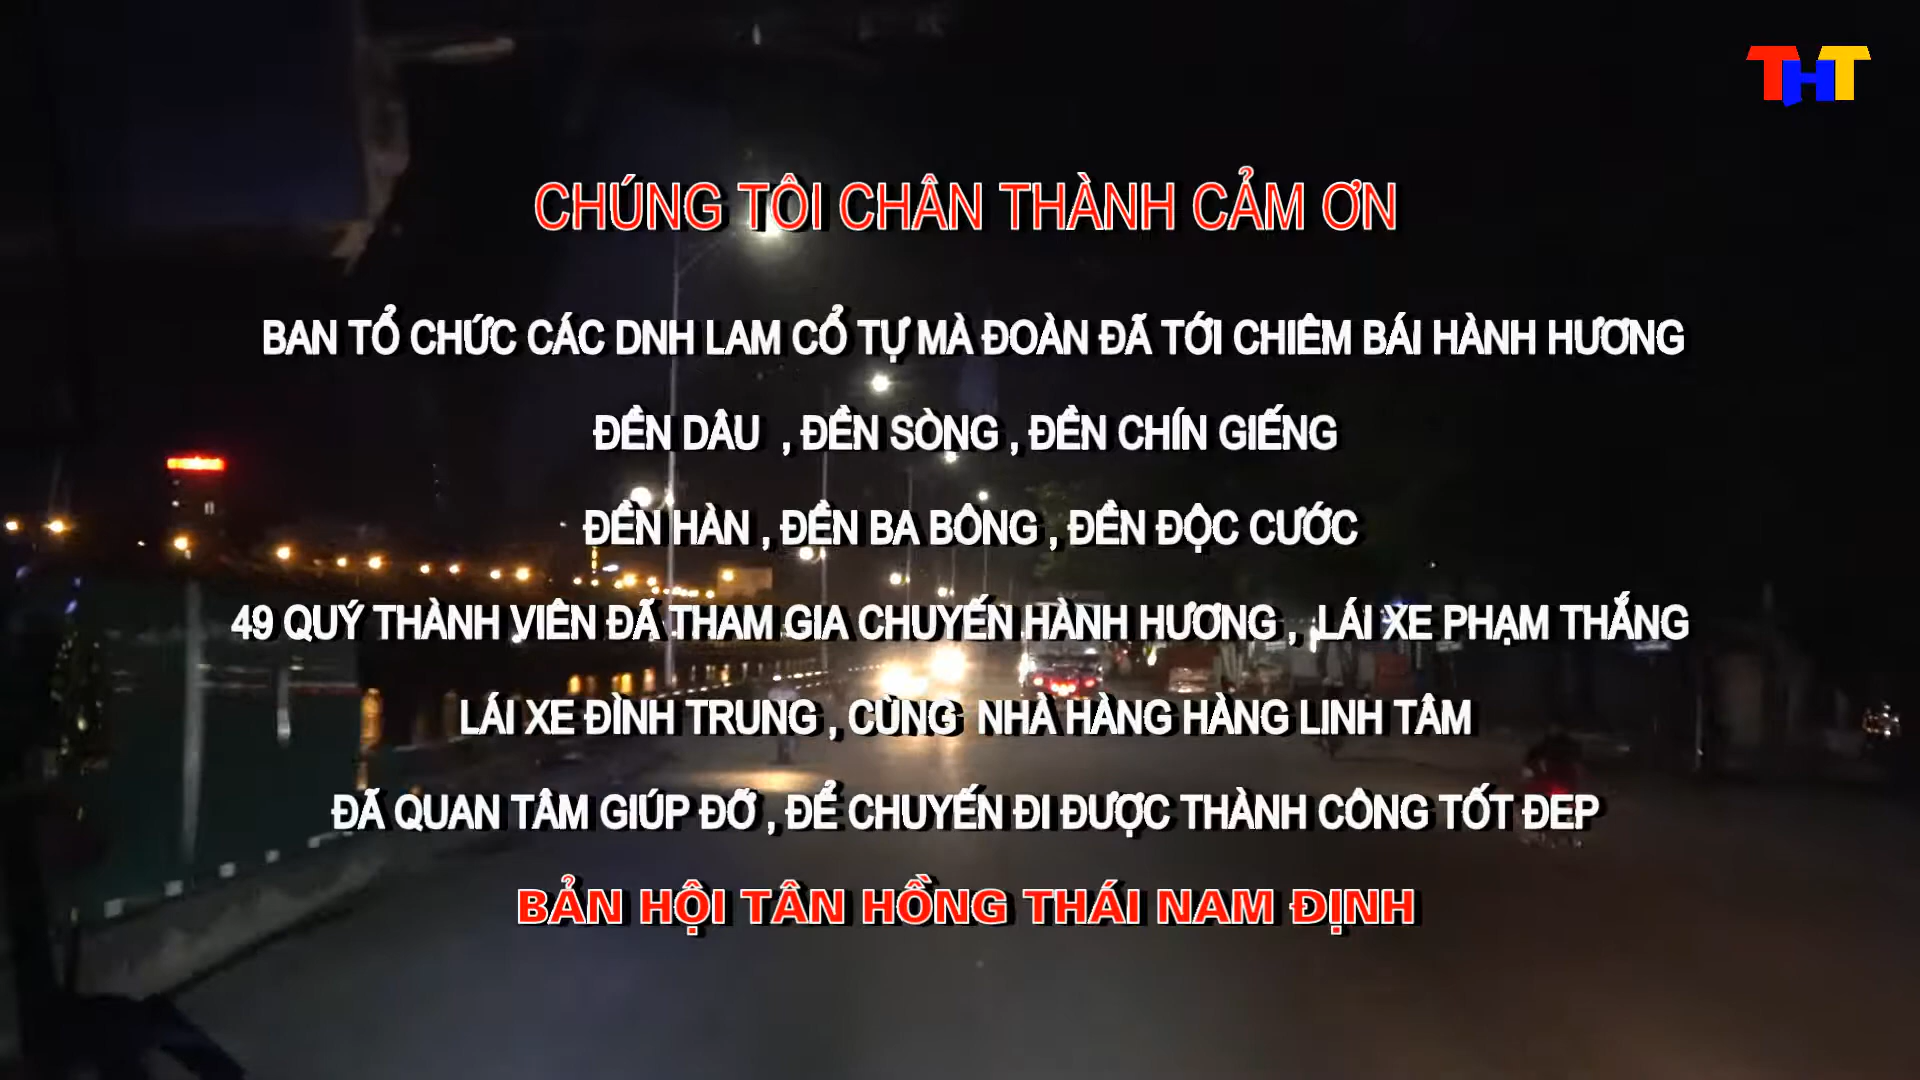 THT
CHÚNG TÔI CHÂN THÀNH CẢM ƠN
BAN TỔ CHỨC CÁC DNH LAM CỔ TỰ MÀ ĐOÀN ĐÃ TỚI CHIÊM BÁI HÀNH HƯƠNG
ĐỀN DÂU , ĐỀN SÒNG , ĐỀN CHÍN GIẾNG
ĐỀN HÀN , ĐỀN BA BÔNG , ĐỀN ĐỘC CƯỚC
49 QUÝ THÀNH VIÊN ĐÃ THAM GIA CHUYẾN HÀNH HƯƠNG , LÁI XE PHẠM THẮNG
LÁI XE ĐÌNH TRUNG , CÙNG NHÀ HÀNG HÀNG LINH TÂM
ĐÃ QUAN TÂM GIÚP ĐỠ , ĐỂ CHUYẾN ĐI ĐƯỢC THÀNH CÔNG TỐT ĐẸP
BẢN HỘI TÂN HỒNG THÁI NAM ĐỊNH